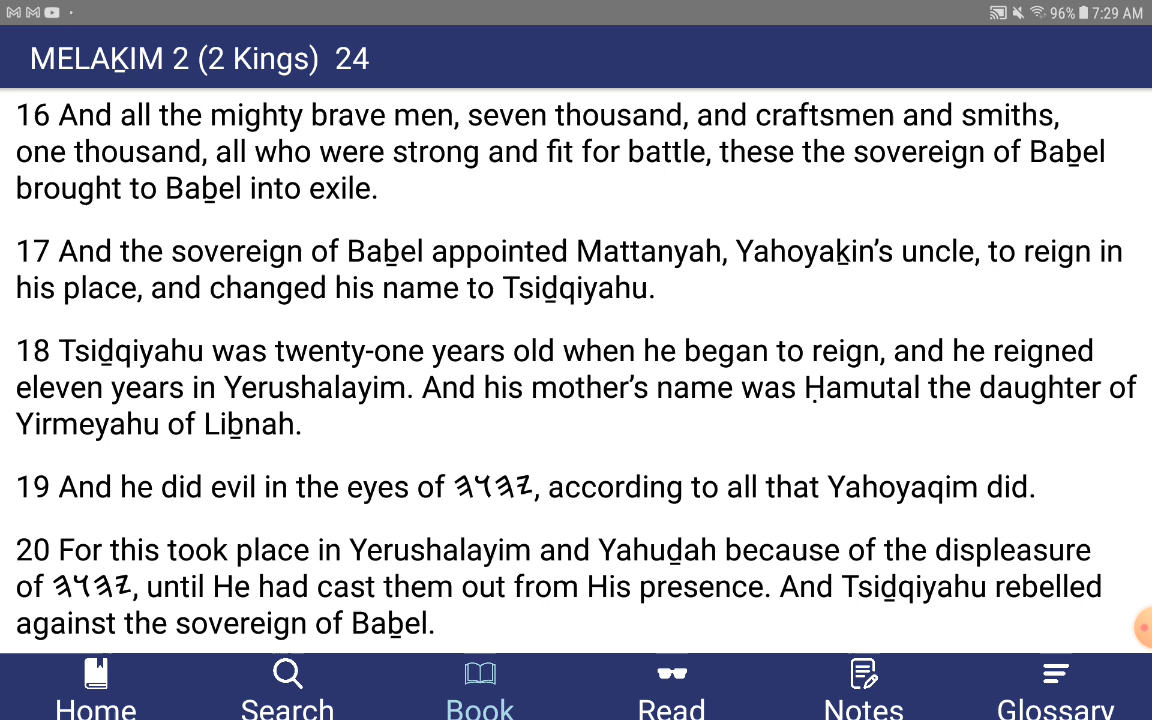 96% 7:29 AM
MELAḴIM 2 (2 Kings) 24
16 And all the mighty brave men, seven thousand, and craftsmen and smiths,
one thousand, all who were strong and fit for battle, these the sovereign of Baḇel
brought to Baḇel into exile.
17 And the sovereign of Baḇel appointed Mattanyah, Yahoyaḵin’s uncle, to reign in
his place, and changed his name to Tsiḏqiyahu.
18 Tsiḏqiyahu was twenty-one years old when he began to reign, and he reigned
eleven years in Yerushalayim. And his mother’s name was Ḥamutal the daughter of
Yirmeyahu of Liḇnah.
19 And he did evil in the eyes of 𐤉𐤄𐤅𐤄, according to all that Yahoyaqim did.
20 For this took place in Yerushalayim and Yahuḏah because of the displeasure
of 𐤉𐤄𐤅𐤄, until He had cast them out from His presence. And Tsiḏqiyahu rebelled
against the sovereign of Baḇel.
Home Search Book Read Notes Glossary